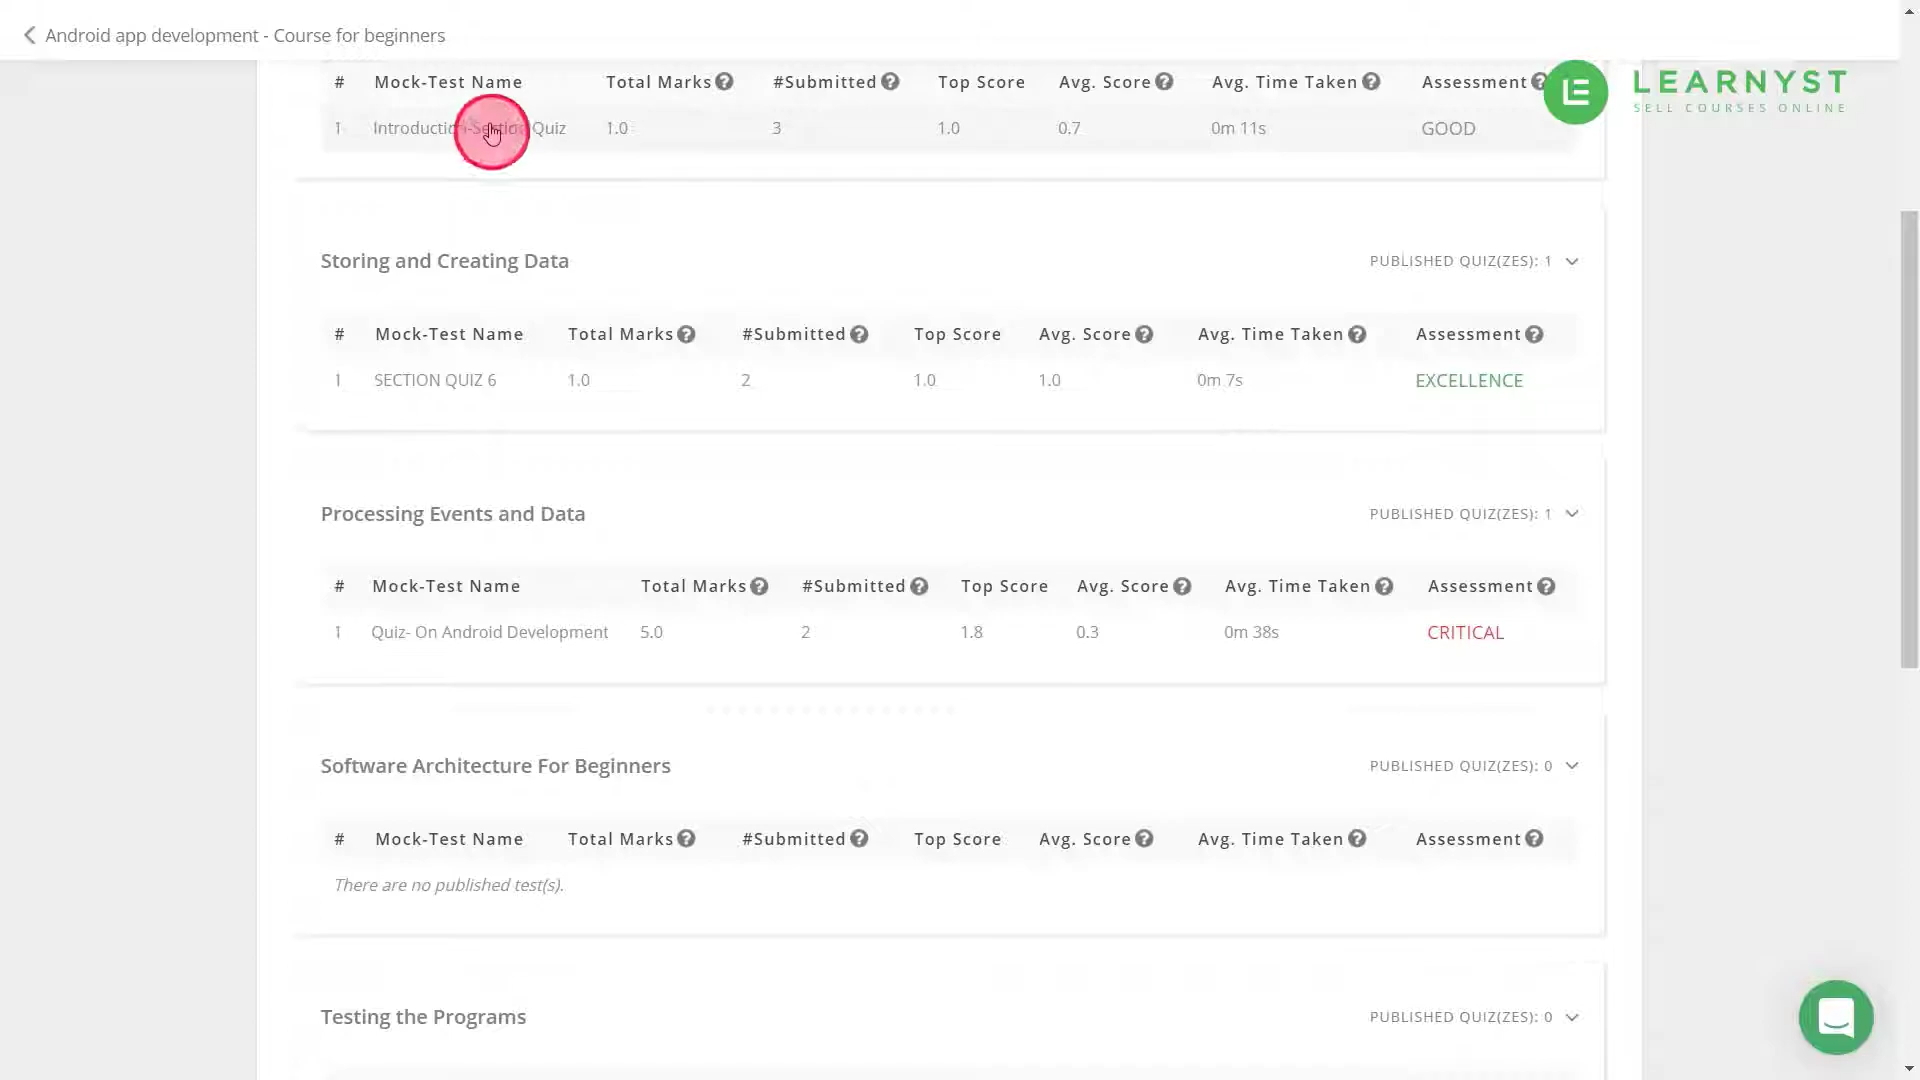 Android app development - Course for beginners
LEARNYST
SELL COURSES ONLINE
# Mock-Test Name Total Marks #Submitted Top Score Avg. Score Avg. Time Taken Assessment
1 Introduction-Section Quiz 1.0 3 1.0 0.7 0m 11s GOOD
Storing and Creating Data PUBLISHED QUIZ(ZES): 1
# Mock-Test Name Total Marks #Submitted Top Score Avg. Score Avg. Time Taken Assessment
1 SECTION QUIZ 6 1.0 2 1.0 1.0 0m 7s EXCELLENCE
Processing Events and Data PUBLISHED QUIZ(ZES): 1
# Mock-Test Name Total Marks #Submitted Top Score Avg. Score Avg. Time Taken Assessment
1 Quiz- On Android Development 5.0 2 1.8 0.3 0m 38s CRITICAL
Software Architecture For Beginners PUBLISHED QUIZ(ZES): 0
# Mock-Test Name Total Marks #Submitted Top Score Avg. Score Avg. Time Taken Assessment
There are no published test(s).
Testing the Programs PUBLISHED QUIZ(ZES): 0